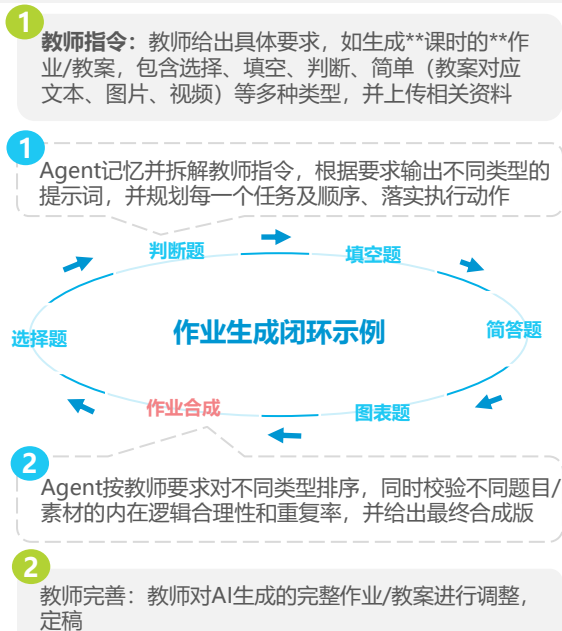 1
教师指令：教师给出具体要求，如生成**课时的**作
业/教案，包含选择、填空、判断、简单（教案对应
文本、图片、视频）等多种类型，并上传相关资料
1
Agent记忆并拆解教师指令，根据要求输出不同类型的
提示词，并规划每一个任务及顺序、落实执行动作
判断题
填空题
选择题
作业生成闭环示例
简答题
作业合成
图表题
2
Agent按教师要求对不同类型排序，同时校验不同题目/
素材的内在逻辑合理性和重复率，并给出最终合成版
2
教师完善：教师对AI生成的完整作业/教案进行调整，
定稿